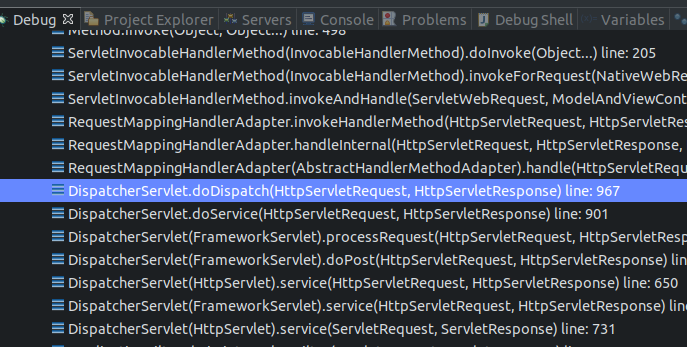 Debug Project Explorer Servers Console Problems Debug Shell Variables
Method.invoke(Object, Object...) line: 498
ServletInvocableHandlerMethod(InvocableHandlerMethod).doInvoke(Object...) line: 205
ServletInvocableHandlerMethod(InvocableHandlerMethod).invokeForRequest(NativeWebRe
ServletInvocableHandlerMethod.invokeAndHandle(ServletWebRequest, ModelAndViewCont
RequestMappingHandlerAdapter.invokeHandlerMethod(HttpServletRequest, HttpServletRes
RequestMappingHandlerAdapter.handleInternal(HttpServletRequest, HttpServletResponse,
RequestMappingHandlerAdapter(AbstractHandlerMethodAdapter).handle(HttpServletRequ
DispatcherServlet.doDispatch(HttpServletRequest, HttpServletResponse) line: 967
DispatcherServlet.doService(HttpServletRequest, HttpServletResponse) line: 901
DispatcherServlet(FrameworkServlet).processRequest(HttpServletRequest, HttpServletResp
DispatcherServlet(FrameworkServlet).doPost(HttpServletRequest, HttpServletResponse) lin
DispatcherServlet(HttpServlet).service(HttpServletRequest, HttpServletResponse) line: 650
DispatcherServlet(FrameworkServlet).service(HttpServletRequest, HttpServletResponse) line
DispatcherServlet(HttpServlet).service(ServletRequest, ServletResponse) line: 731